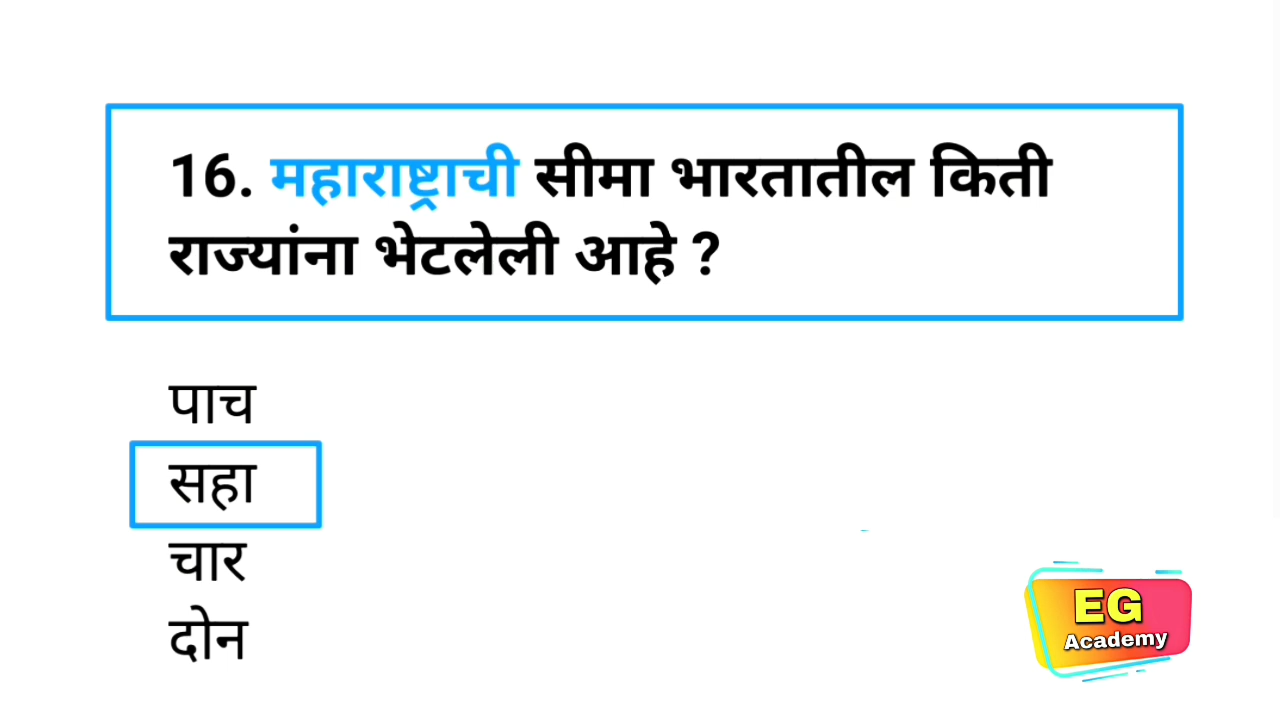 16. महाराष्ट्राची सीमा भारतातील किती
राज्यांना भेटलेली आहे ?
पाच
सहा
चार
दोन
EG
Academy